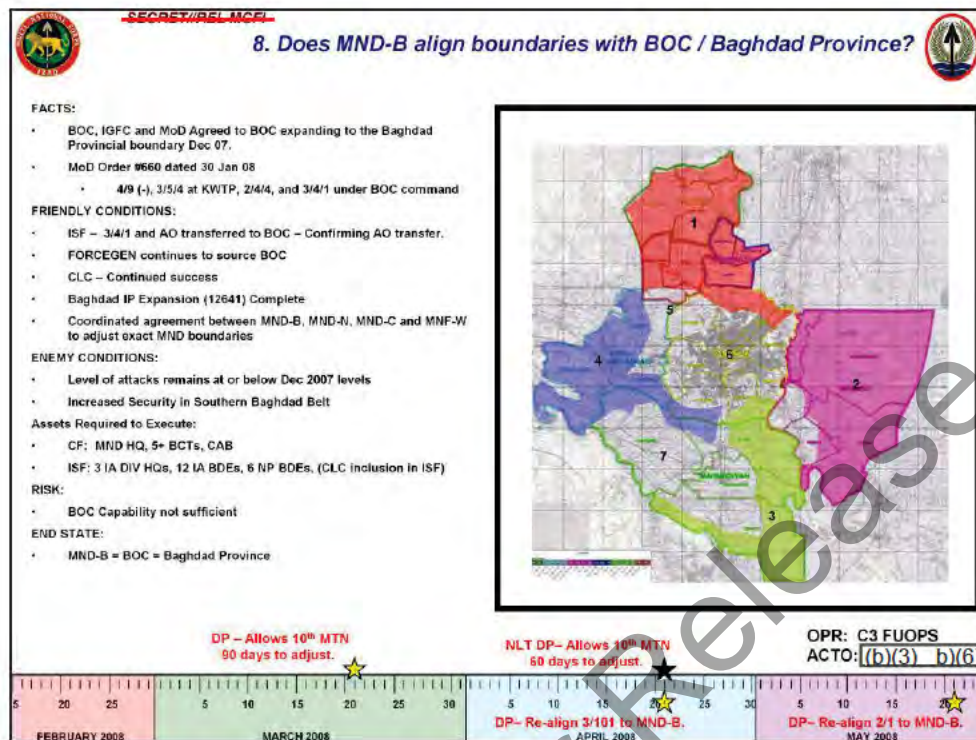 SECRET//REL MCFI
8. Does MND-B align boundaries with BOC / Baghdad Province?
FACTS:
• BOC, IGFC and MoD Agreed to BOC expanding to the Baghdad
Provincial boundary Dec 07.
• MoD Order #660 dated 30 Jan 08
• 4/9 (-), 3/5/4 at KWTP, 2/4/4, and 3/4/1 under BOC command
FRIENDLY CONDITIONS:
• ISF – 3/4/1 and AO transferred to BOC – Confirming AO transfer.
• FORCEGEN continues to source BOC
• CLC – Continued success
• Baghdad IP Expansion (12641) Complete
• Coordinated agreement between MND-B, MND-N, MND-C and MNF-W
to adjust exact MND boundaries
ENEMY CONDITIONS:
• Level of attacks remains at or below Dec 2007 levels
• Increased Security in Southern Baghdad Belt
Assets Required to Execute:
• CF: MND HQ, 5+ BCTs, CAB
• ISF: 3 IA DIV HQs, 12 IA BDEs, 6 NP BDEs, (CLC inclusion in ISF)
RISK:
• BOC Capability not sufficient
END STATE:
• MND-B = BOC = Baghdad Province
1
5
6
4
2
7
3
Release
DP – Allows 10th MTN
90 days to adjust.
NLT DP– Allows 10th MTN
60 days to adjust.
OPR: C3 FUOPS
ACTO: (b)(3) b)(6
5 20 25 5 10 15 20 25 30 5 10 15 20 25 30 5 10 15 20
DP– Re-align 3/101 to MND-B.
DP– Re-align 2/1 to MND-B.
FEBRUARY 2008 MARCH 2008 APRIL 2008 MAY 2008